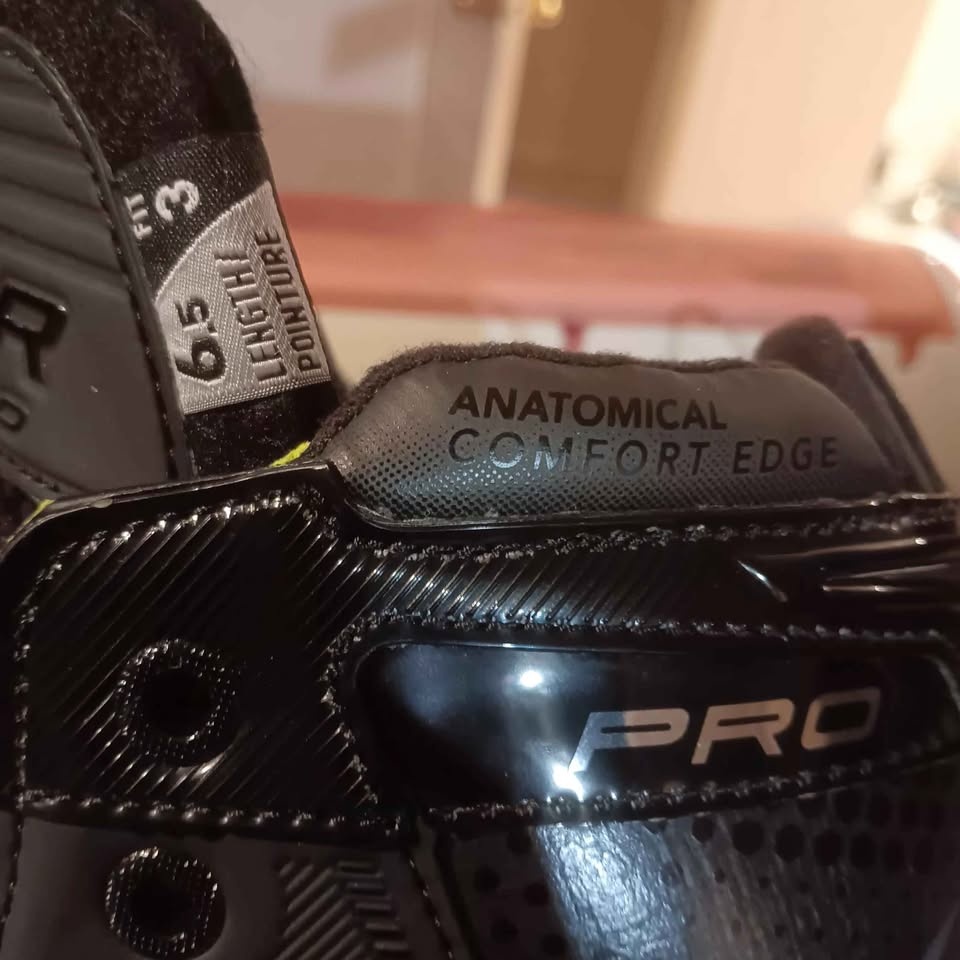 FIT
3
6.5
LENGTH/
POINTURE
R
ANATOMICAL
COMFORT EDGE
PRO